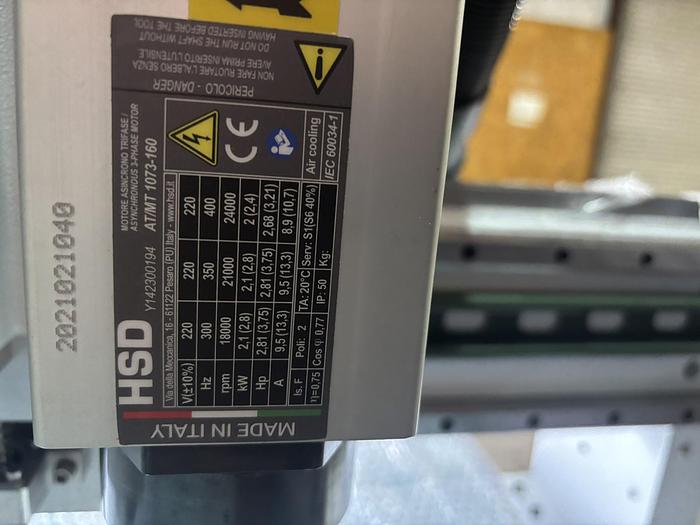 2021021040
HSD
MOTORE ASINCRONO TRIFASE /
ASYNCHRONOUS 3-PHASE MOTOR
Y142300194 AT/MT 1073-160
Via della Meccanica, 16 - 61122 Pesaro (PU) Italy - www.hsd.it
V(±10%) 220 220 220
Hz 300 350 400
rpm 18000 21000 24000
kW 2,1 (2,8) 2,1 (2,8) 2 (2,4)
Hp 2,81 (3,75) 2,81 (3,75) 2,68 (3,21)
A 9,5 (13,3) 9,5 (13,3) 8,9 (10,7)
Is. F Poli: 2 TA: 20°C Serv: S1(S6 40%) Air cooling
η=0,75 Cos φ 0,77 IP: 50 Kg: IEC 60034-1
CE
PERICOLO - DANGER
NON FARE RUOTARE L'ALBERO SENZA
AVERE PRIMA INSERITO L'UTENSILE
DO NOT RUN THE SHAFT WITHOUT
HAVING INSERTED BEFORE THE TOOL
MADE IN ITALY